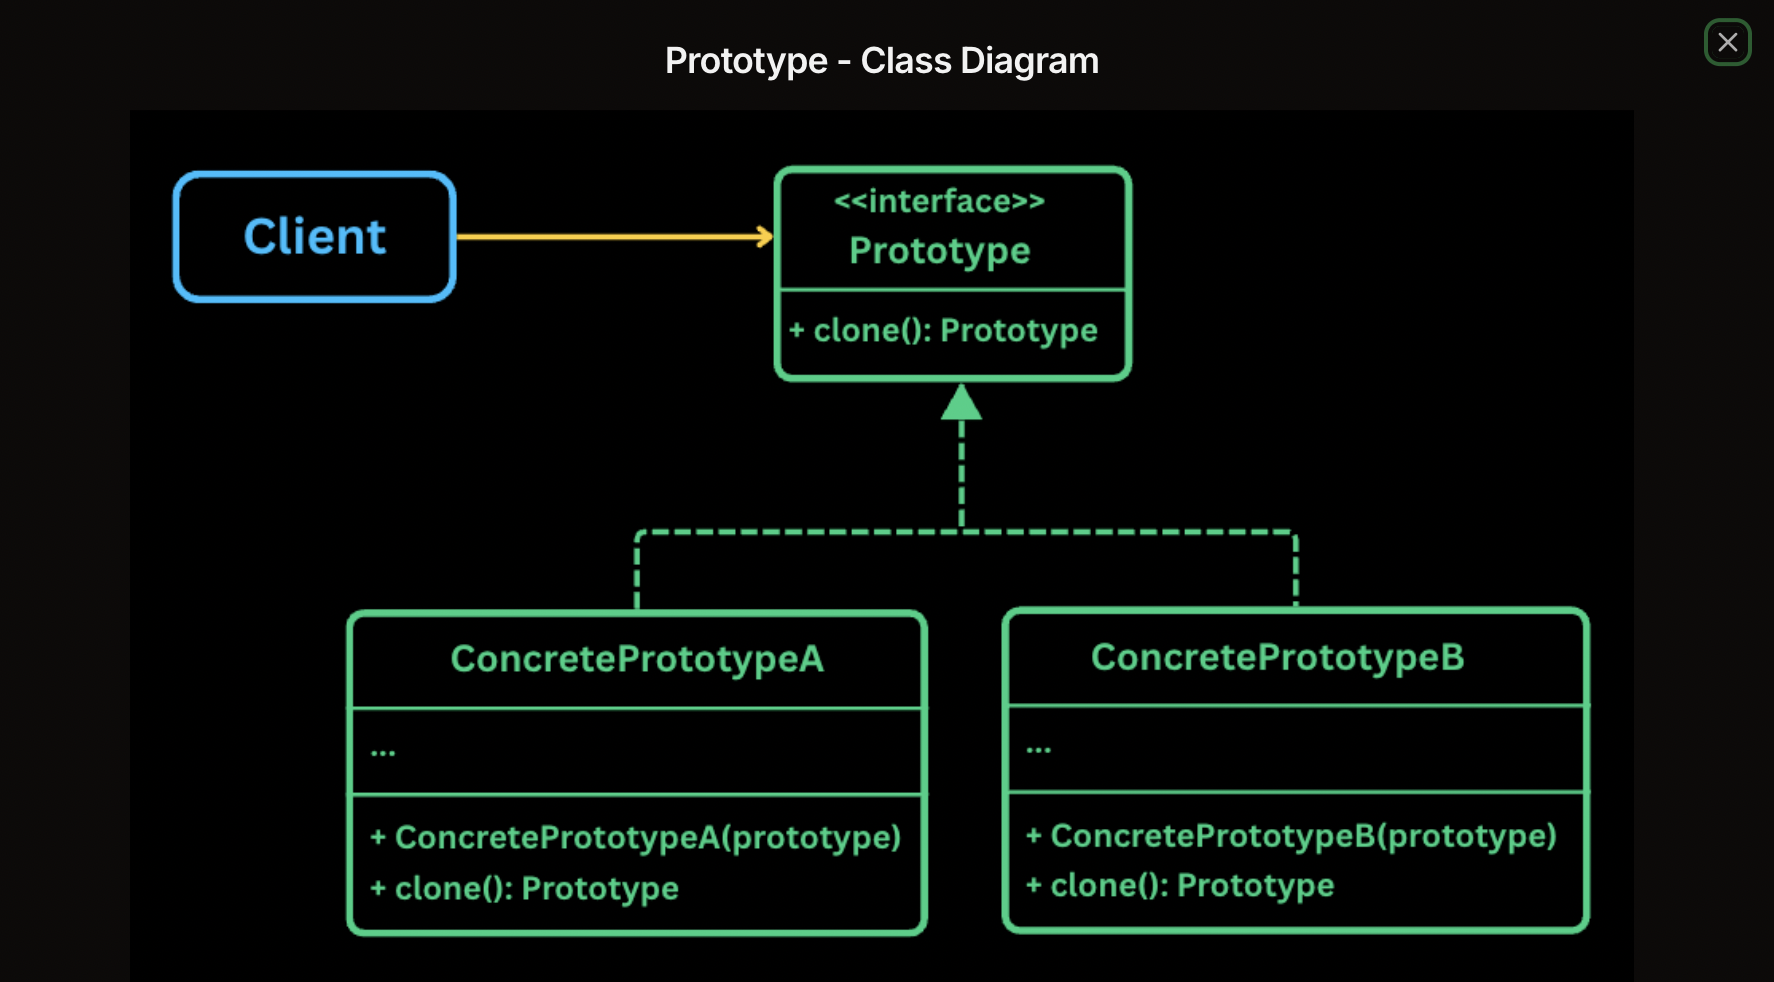 Prototype - Class Diagram
Client
<<interface>>
Prototype
+ clone(): Prototype
ConcretePrototypeA
...
+ ConcretePrototypeA(prototype)
+ clone(): Prototype
ConcretePrototypeB
...
+ ConcretePrototypeB(prototype)
+ clone(): Prototype